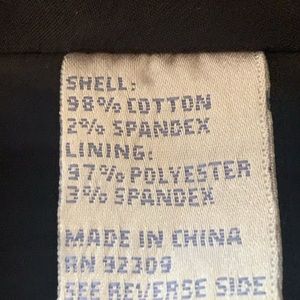 SHELL:
98% COTTON
2% SPANDEX
LINING:
97% POLYESTER
3% SPANDEX
MADE IN CHINA
RN 92309
SEE REVERSE SIDE